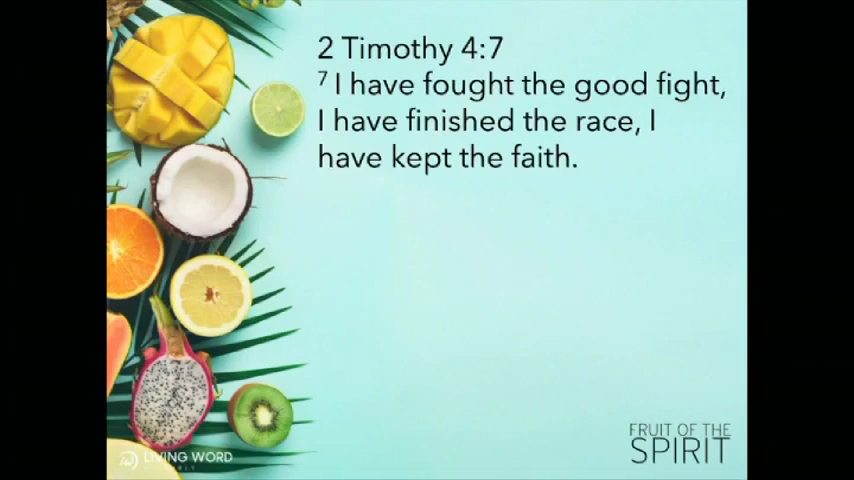 2 Timothy 4:7
7 I have fought the good fight,
I have finished the race, I
have kept the faith.
FRUIT OF THE
SPIRIT
LIVING WORD